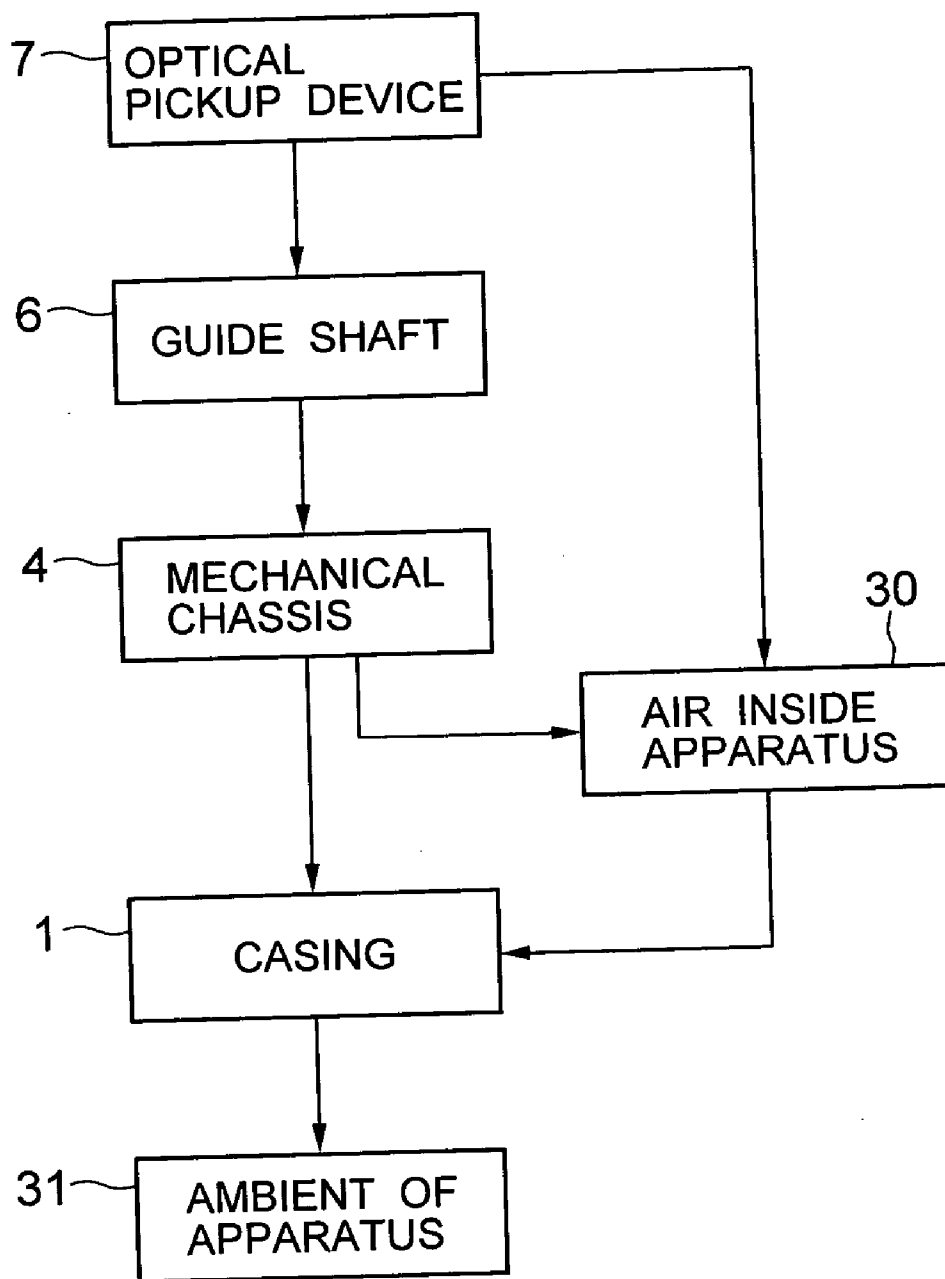 7
OPTICAL
PICKUP DEVICE
6
GUIDE SHAFT
4
MECHANICAL
CHASSIS
30
AIR INSIDE
APPARATUS
1
CASING
31
AMBIENT OF
APPARATUS